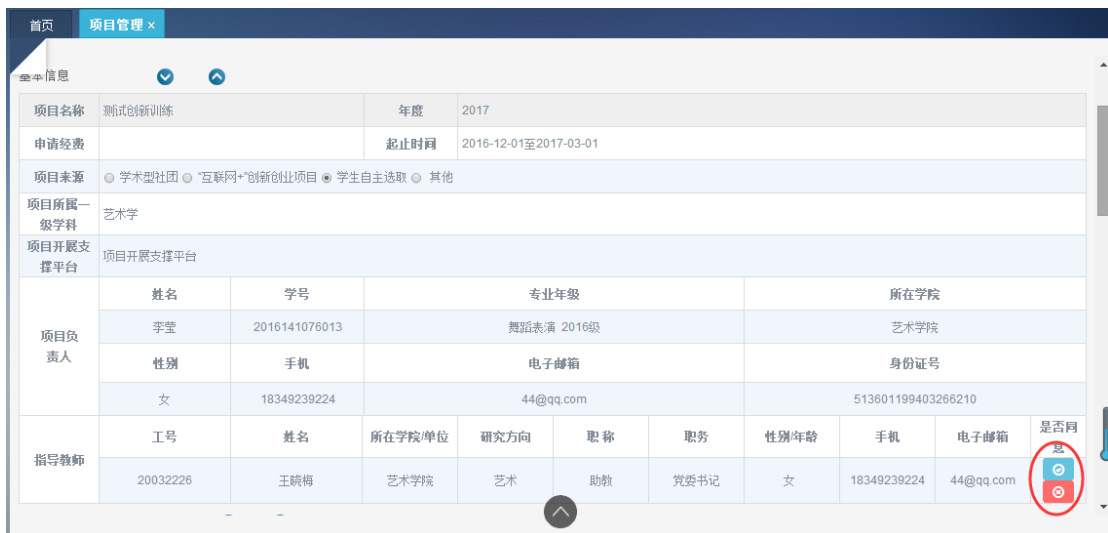 首页 项目管理 ×
基本信息
项目名称 测试创新训练 年度 2017
申请经费 起止时间 2016-12-01至2017-03-01
项目来源 学术型社团 “互联网+”创新创业项目 学生自主选取 其他
项目所属一
级学科 艺术学
项目开展支
撑平台 项目开展支撑平台
项目负
责人
姓名 学号 专业年级 所在学院
李莹 2016141076013 舞蹈表演 2016级 艺术学院
性别 手机 电子邮箱 身份证号
女 18349239224 44@qq.com 513601199403266210
指导教师
工号 姓名 所在学院/单位 研究方向 职称 职务 性别/年龄 手机 电子邮箱 是否同
意
20032226 王晓梅 艺术学院 艺术 助教 党委书记 女 18349239224 44@qq.com